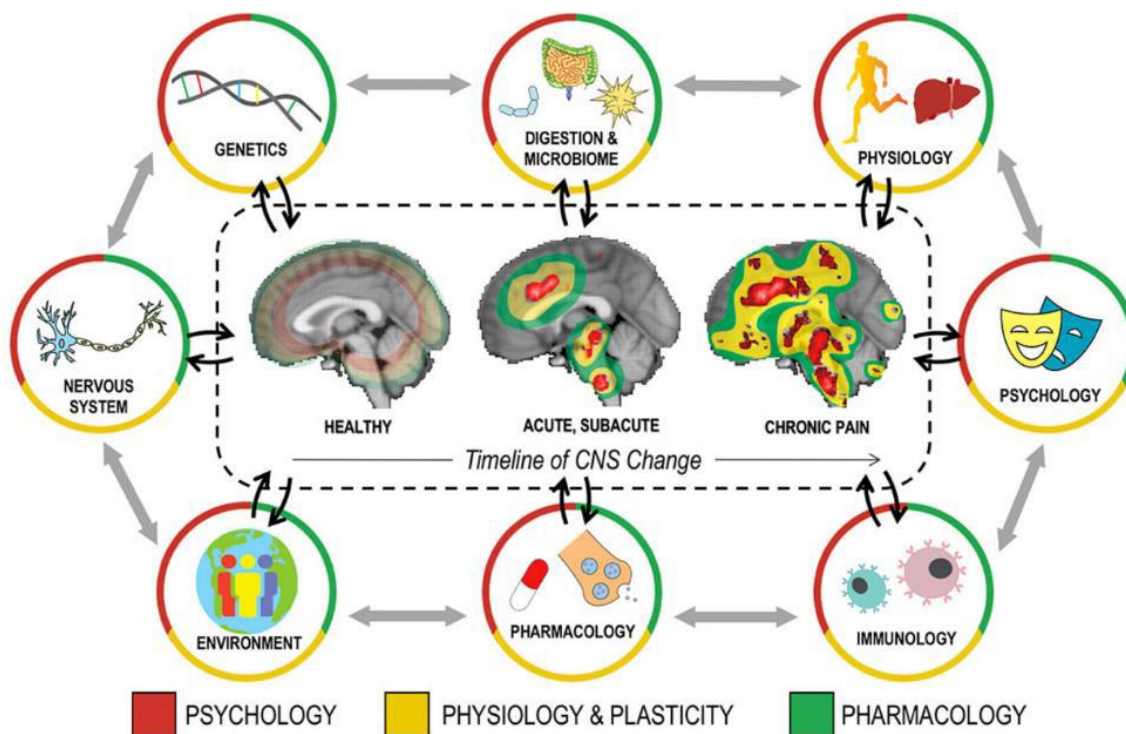 GENETICS
DIGESTION &
MICROBIOME
PHYSIOLOGY
NERVOUS
SYSTEM
PSYCHOLOGY
HEALTHY
ACUTE, SUBACUTE
CHRONIC PAIN
Timeline of CNS Change
ENVIRONMENT
PHARMACOLOGY
IMMUNOLOGY
PSYCHOLOGY
PHYSIOLOGY & PLASTICITY
PHARMACOLOGY